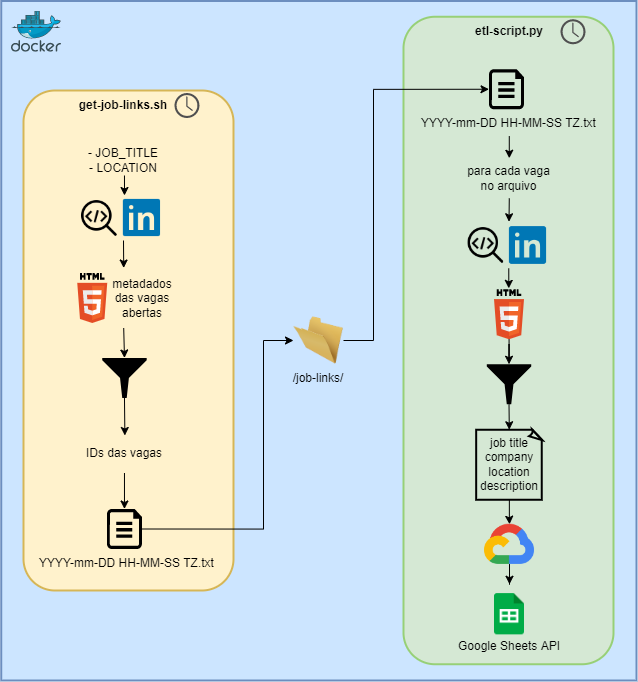 docker
get-job-links.sh
- JOB_TITLE
- LOCATION
in
HTML
5
metadados
das vagas
abertas
IDs das vagas
YYYY-mm-DD HH-MM-SS TZ.txt
/job-links/
etl-script.py
YYYY-mm-DD HH-MM-SS TZ.txt
para cada vaga
no arquivo
in
HTML
5
job title
company
location
description
Google Sheets API